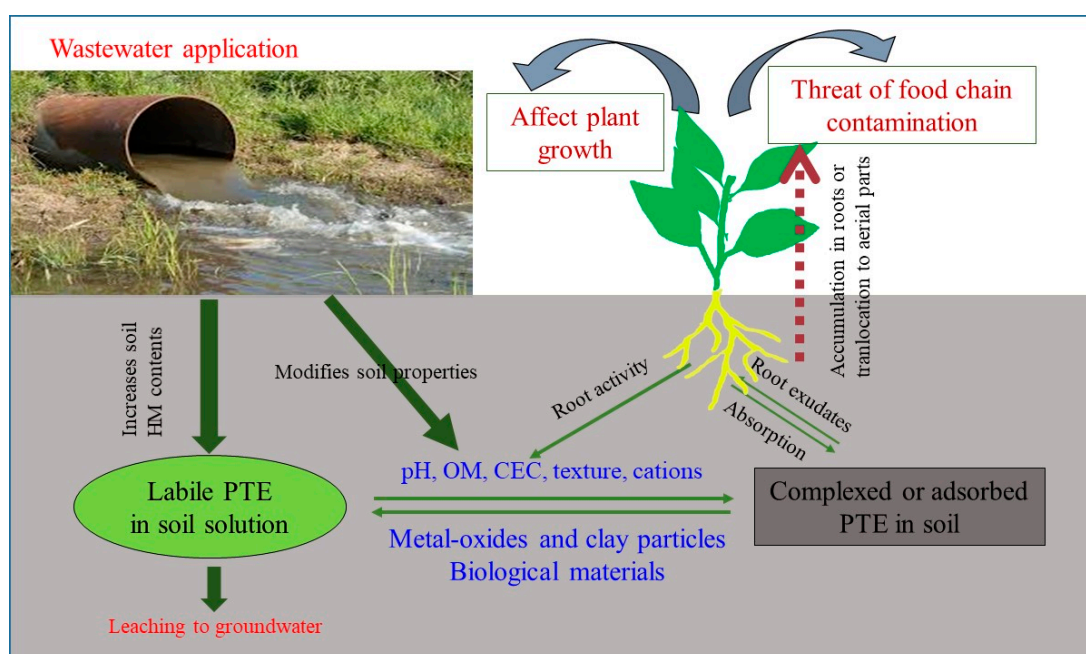 Wastewater application
Affect plant
growth
Threat of food chain
contamination
Accumulation in roots or
tranlocation to aerial parts
Increases soil
HM contents
Modifies soil properties
Root activity
Root exudates
Absorption
pH, OM, CEC, texture, cations
Labile PTE
in soil solution
Complexed or adsorbed
PTE in soil
Metal-oxides and clay particles
Biological materials
Leaching to groundwater